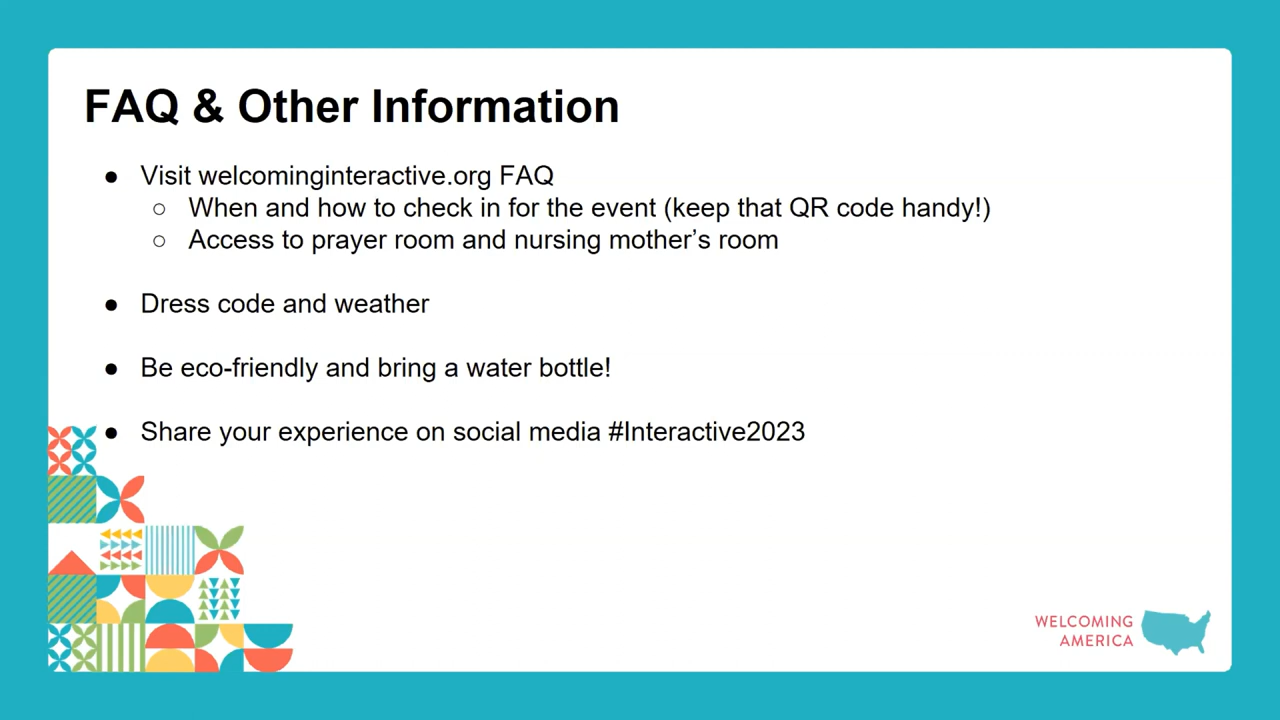 FAQ & Other Information
● Visit welcominginteractive.org FAQ
○ When and how to check in for the event (keep that QR code handy!)
○ Access to prayer room and nursing mother’s room
● Dress code and weather
● Be eco-friendly and bring a water bottle!
● Share your experience on social media #Interactive2023
WELCOMING
AMERICA